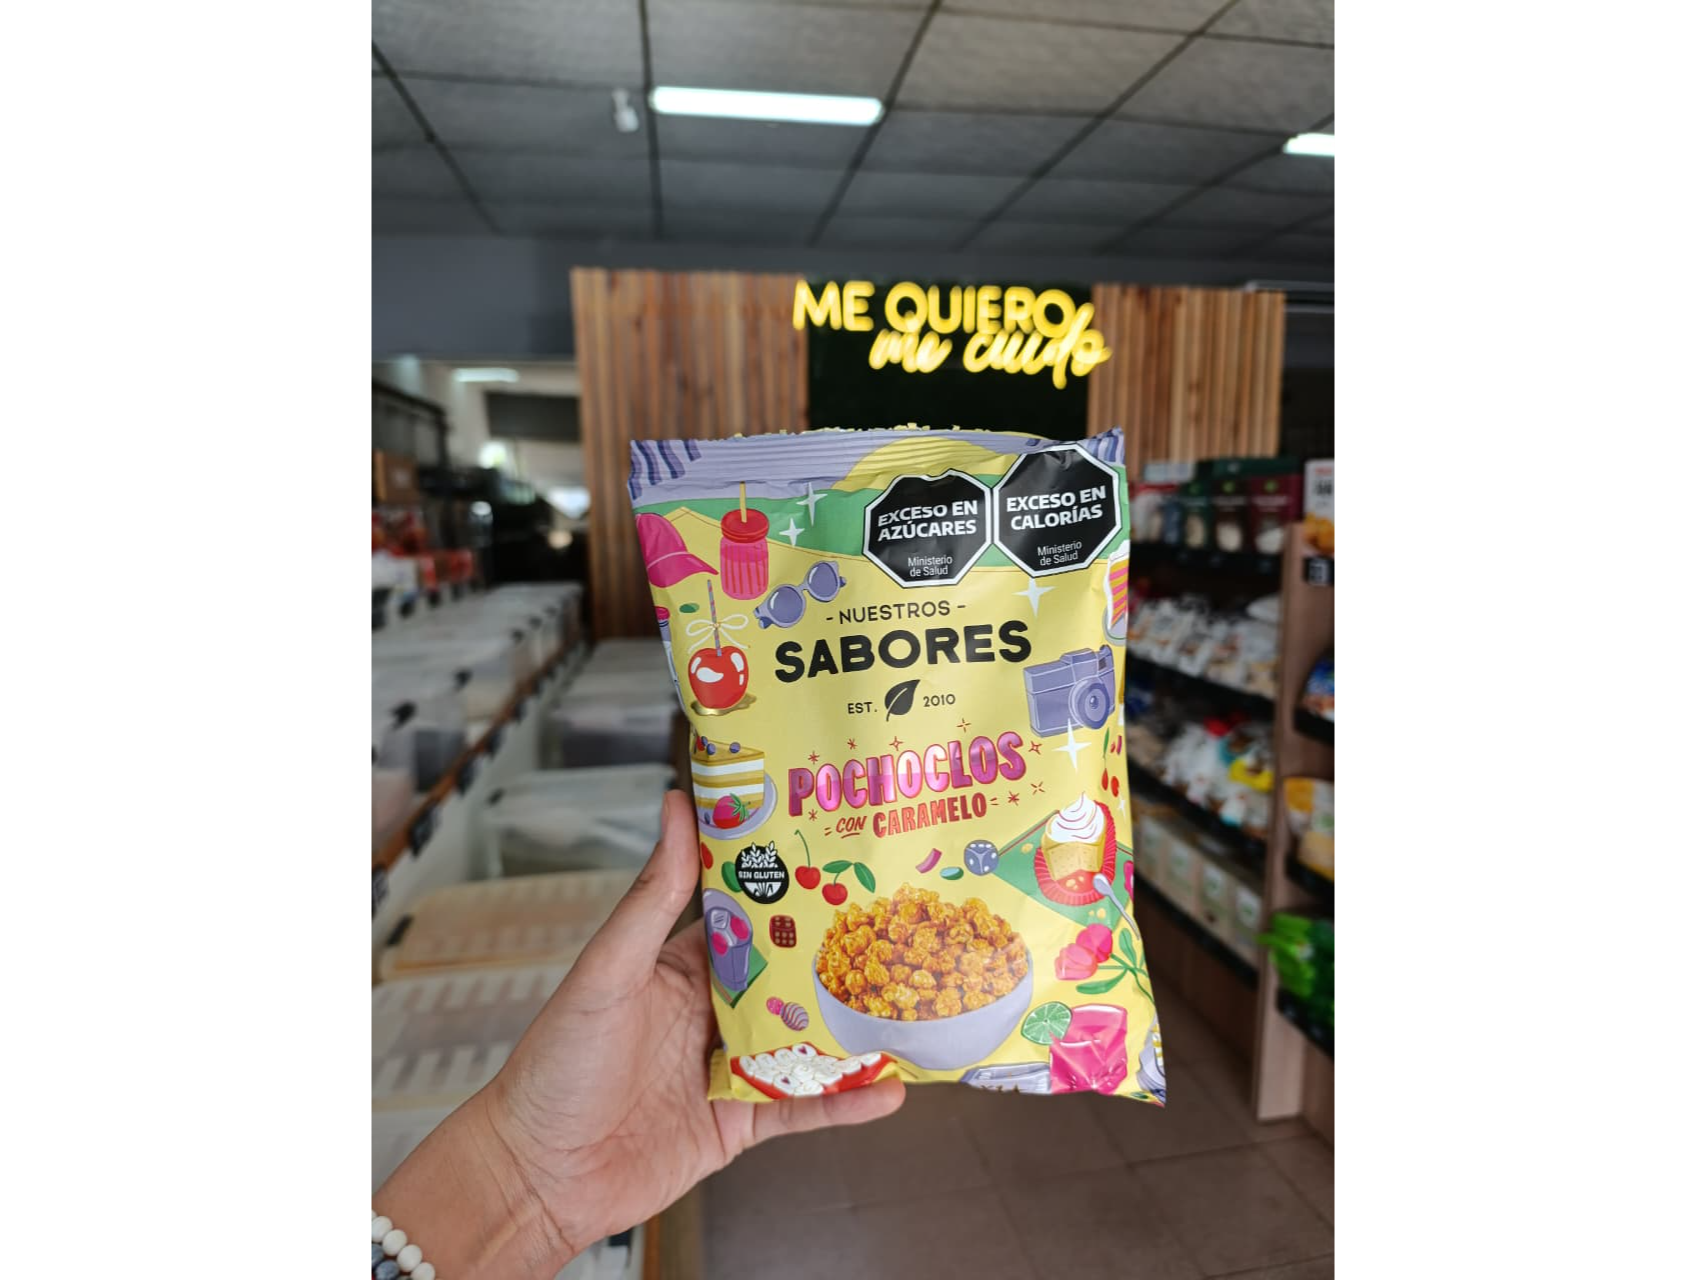 ME QUIERO
me cuido
EXCESO EN
AZÚCARES
Ministerio
de Salud
EXCESO EN
CALORÍAS
Ministerio
de Salud
- NUESTROS -
SABORES
EST. 2010
POCHOCLOS
CON CARAMELO
SIN GLUTEN